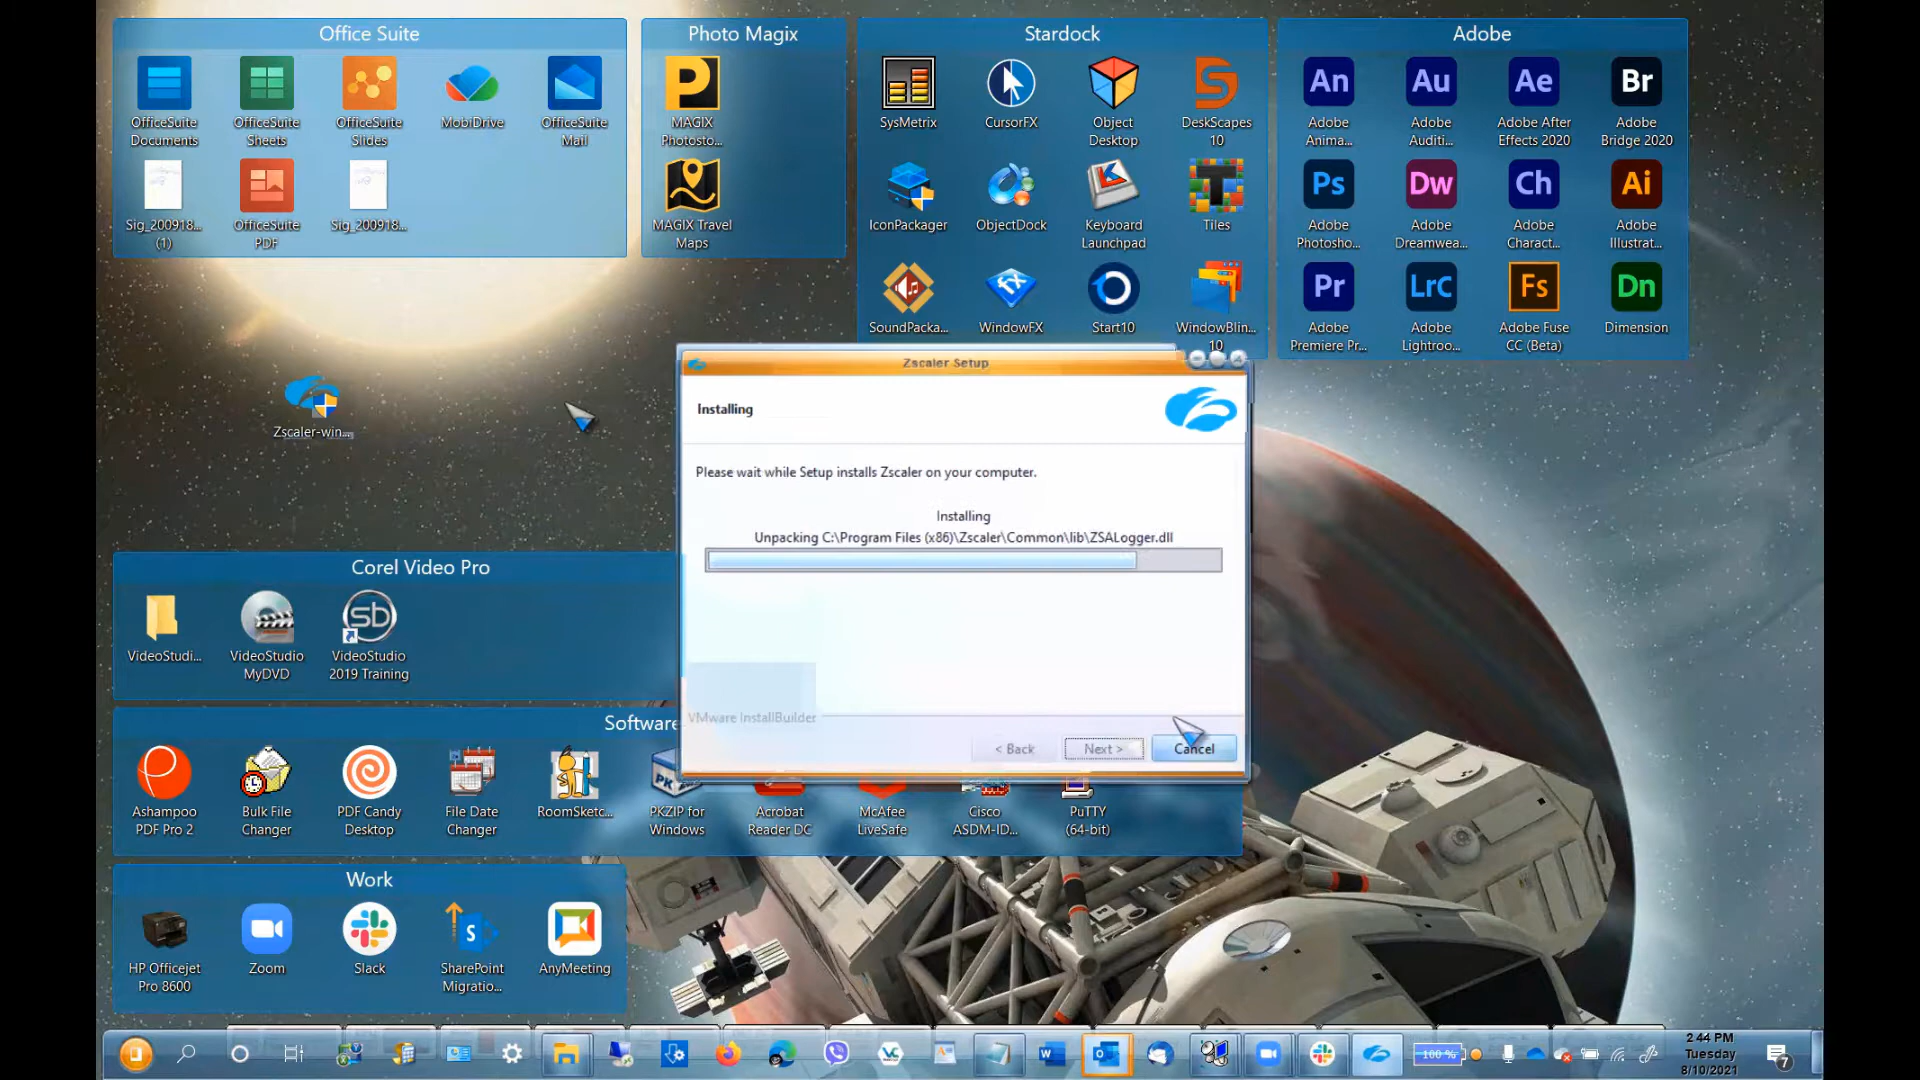 Office Suite
OfficeSuite Documents
OfficeSuite Sheets
OfficeSuite Slides
MobiDrive
OfficeSuite Mail
Sig_200918... (1)
OfficeSuite PDF
Sig_200918...
Photo Magix
P
MAGIX Photosto...
MAGIX Travel Maps
Stardock
SysMetrix
CursorFX
Object Desktop
DeskScapes 10
IconPackager
ObjectDock
Keyboard Launchpad
Tiles
SoundPacka...
fx
WindowFX
Start10
WindowBlin... 10
Adobe
An
Adobe Anima...
Au
Adobe Auditi...
Ae
Adobe After Effects 2020
Br
Adobe Bridge 2020
Ps
Adobe Photosho...
Dw
Adobe Dreamwea...
Ch
Adobe Charact...
Ai
Adobe Illustrat...
Pr
Adobe Premiere Pr...
LrC
Adobe Lightroo...
Fs
Adobe Fuse CC (Beta)
Dn
Dimension
Zscaler-win...
Zscaler Setup
Installing
Please wait while Setup installs Zscaler on your computer.
Installing
Unpacking C:\Program Files (x86)\Zscaler\Common\lib\ZSALogger.dll
VMware InstallBuilder
< Back
Next >
Cancel
Corel Video Pro
VideoStudi...
VideoStudio MyDVD
sb
VideoStudio 2019 Training
Software
Ashampoo PDF Pro 2
Bulk File Changer
PDF Candy Desktop
File Date Changer
RoomSketc...
PKZIP for Windows
Acrobat Reader DC
McAfee LiveSafe
Cisco ASDM-ID...
PuTTY (64-bit)
Work
HP Officejet Pro 8600
Zoom
Slack
S
SharePoint Migratio...
AnyMeeting
100 %
2:44 PM
Tuesday
8/10/2021
7